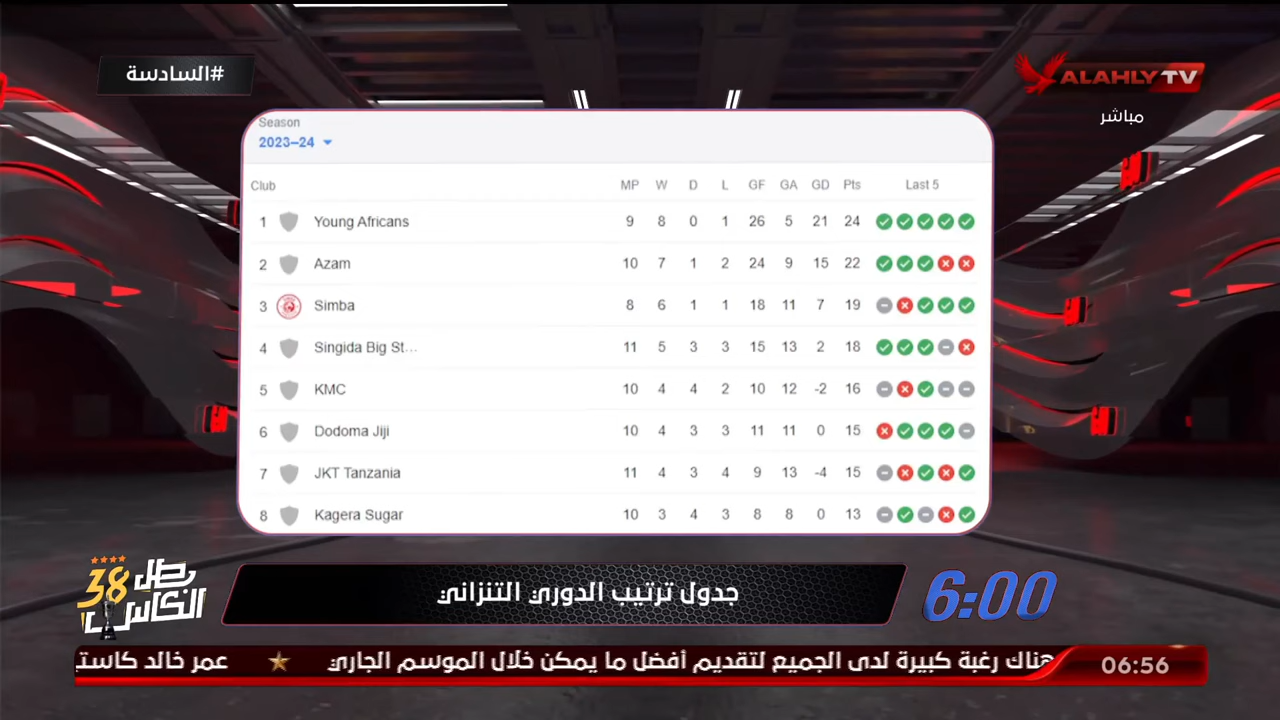 #السادسة
ALAHLY TV
مباشر
Season
2023–24
Club MP W D L GF GA GD Pts Last 5
1 Young Africans 9 8 0 1 26 5 21 24
2 Azam 10 7 1 2 24 9 15 22
3 Simba 8 6 1 1 18 11 7 19
4 Singida Big St... 11 5 3 3 15 13 2 18
5 KMC 10 4 4 2 10 12 -2 16
6 Dodoma Jiji 10 4 3 3 11 11 0 15
7 JKT Tanzania 11 4 3 4 9 13 -4 15
8 Kagera Sugar 10 3 4 3 8 8 0 13
بطل الكاس 38
جدول ترتيب الدوري التنزاني
6:00
هناك رغبة كبيرة لدى الجميع لتقديم أفضل ما يمكن خلال الموسم الجاري ★ عمر خالد كاستـ
06:56